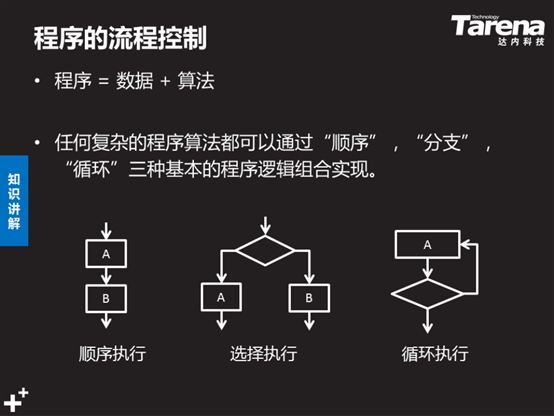 程序的流程控制
Technology
Tarena
达内科技
• 程序 = 数据 + 算法
• 任何复杂的程序算法都可以通过“顺序”，“分支”，
“循环”三种基本的程序逻辑组合实现。
知识讲解
A
B
顺序执行
A
B
选择执行
A
循环执行